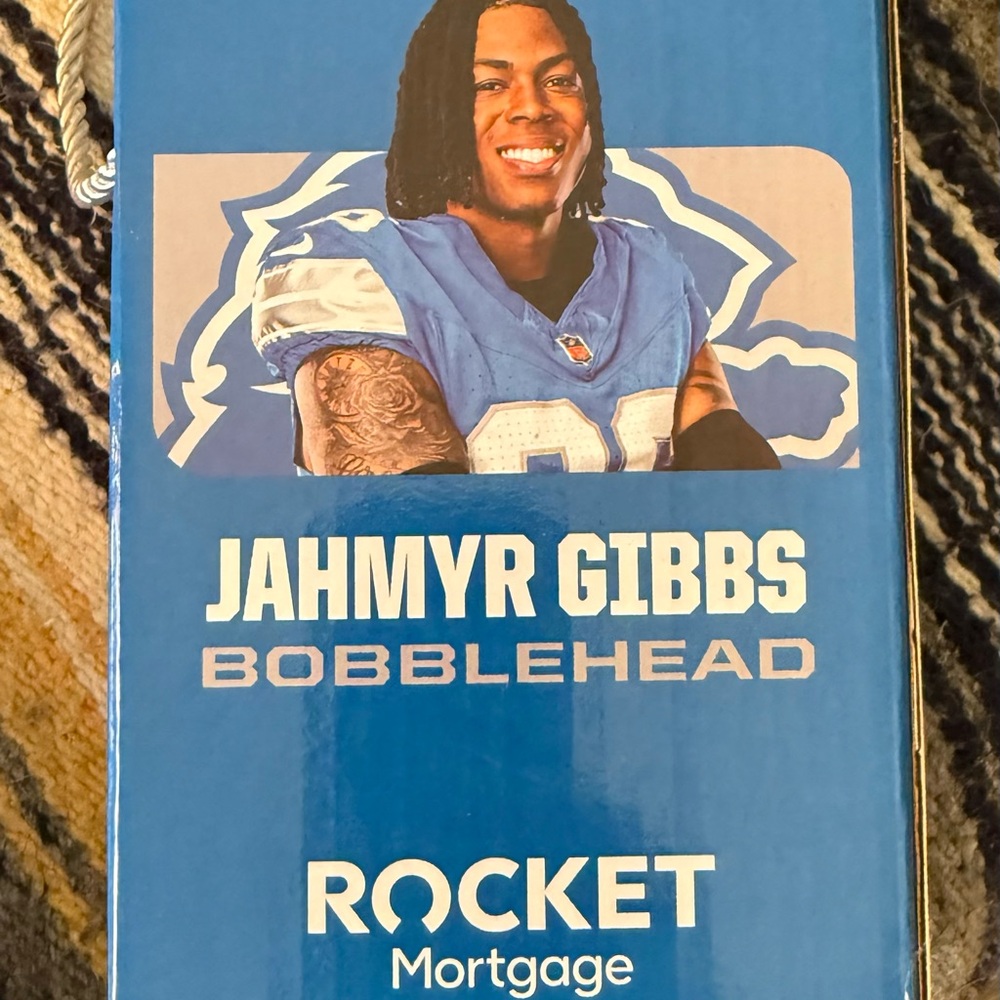 JAHMYR GIBBS
BOBBLEHEAD
ROCKET
Mortgage